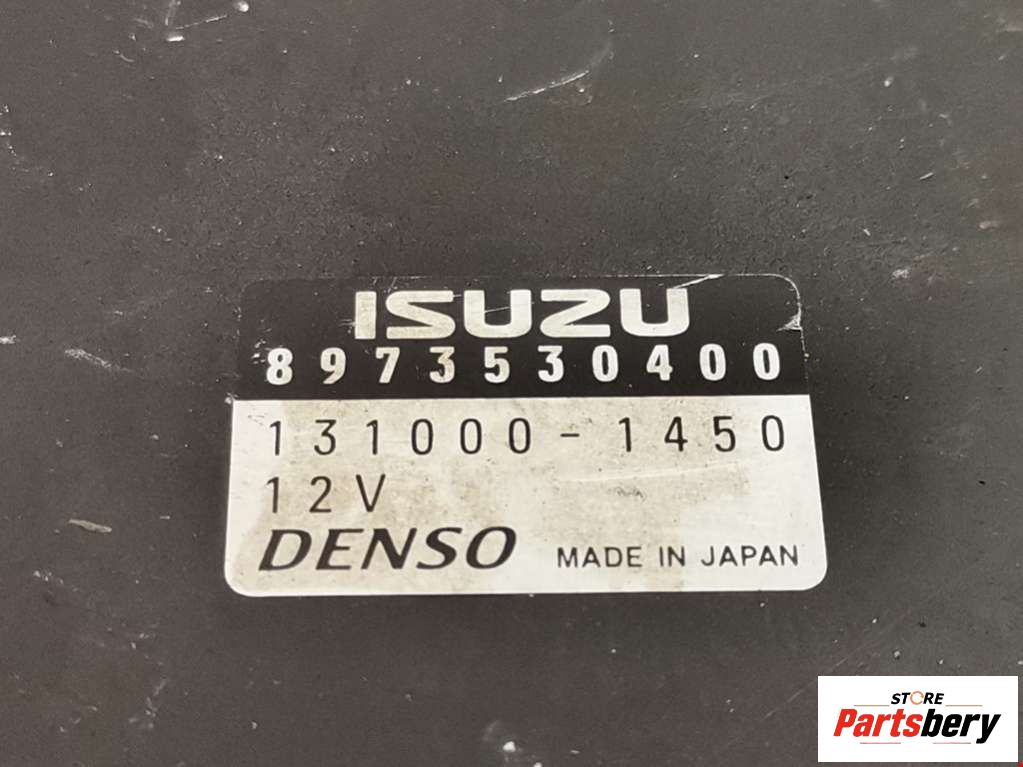 ISUZU
8973530400
131000-1450
12V
DENSO MADE IN JAPAN
STORE
Partsbery